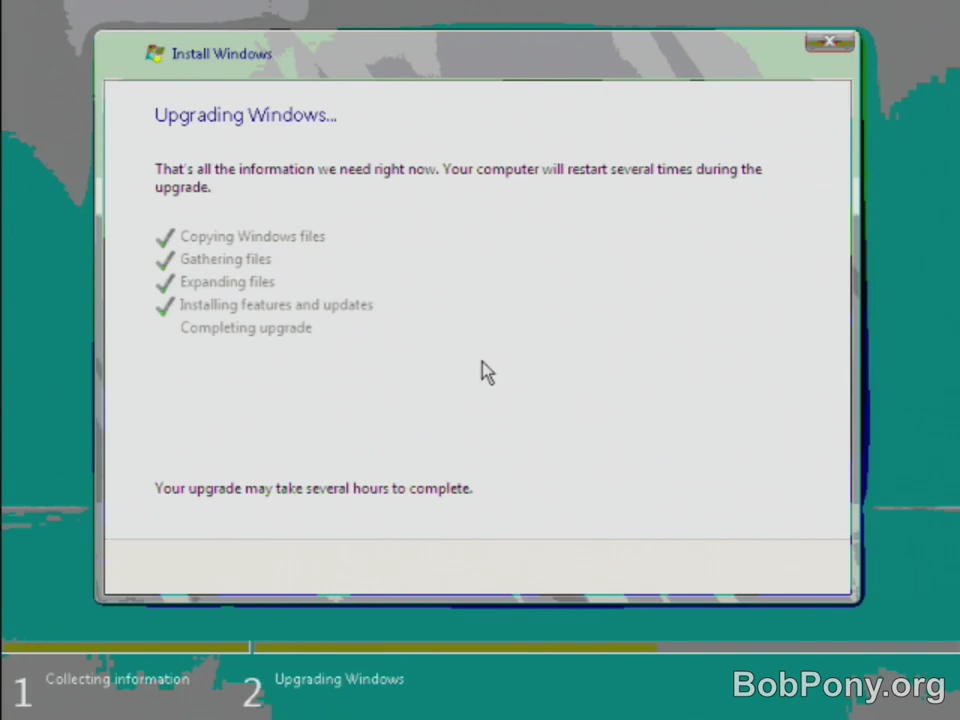 Install Windows
Upgrading Windows...
That's all the information we need right now. Your computer will restart several times during the
upgrade.
Copying Windows files
Gathering files
Expanding files
Installing features and updates
Completing upgrade
Your upgrade may take several hours to complete.
1 Collecting information
2 Upgrading Windows
BobPony.org